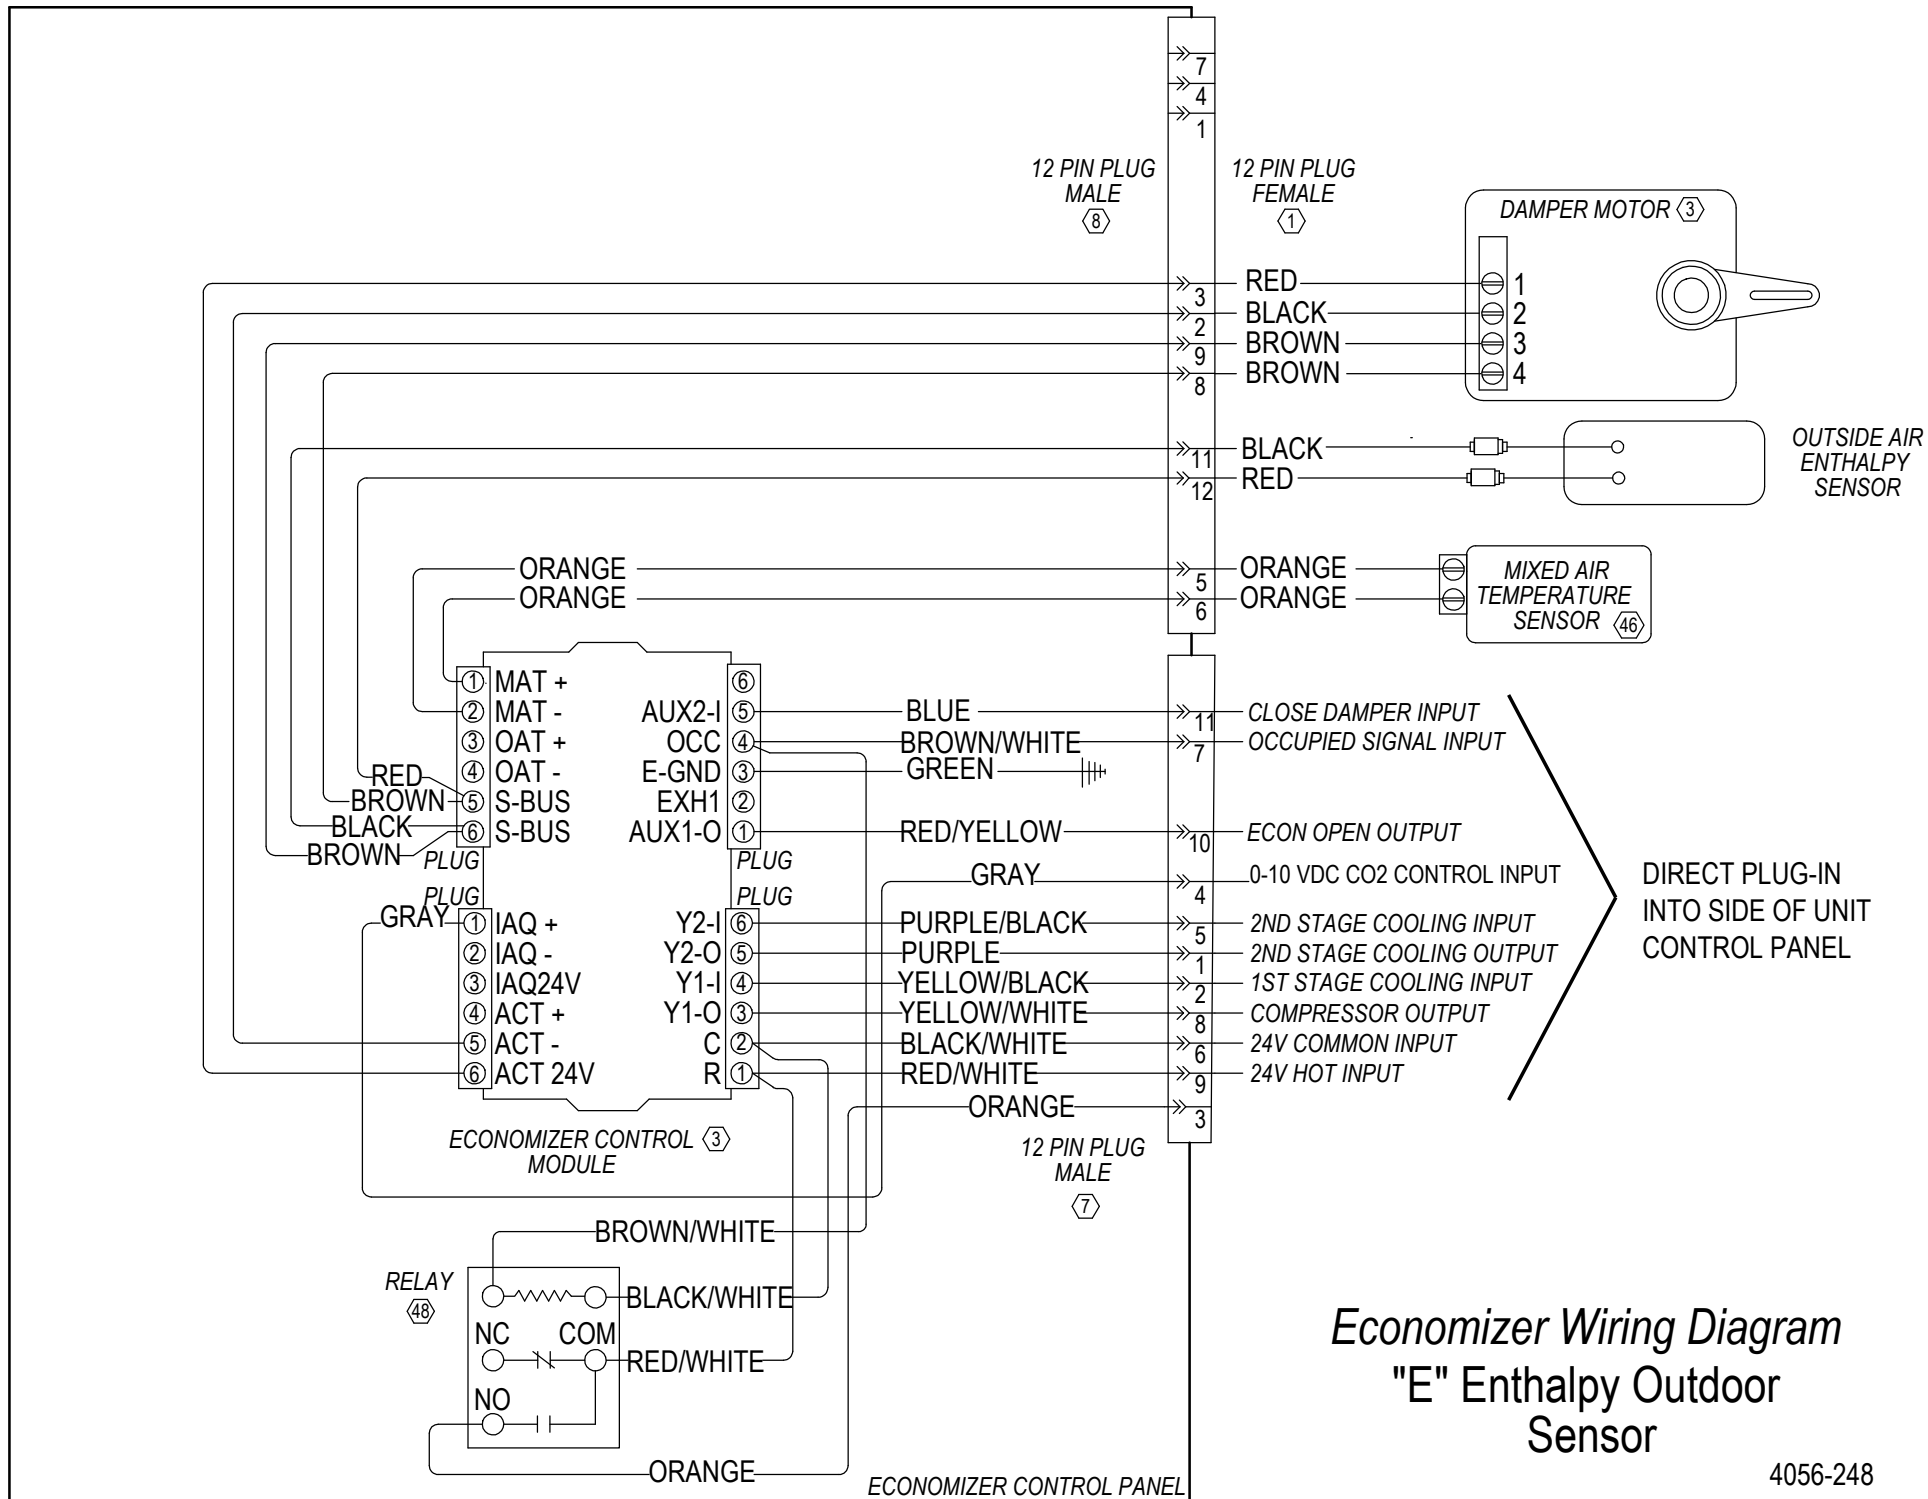 7
4
1
12 PIN PLUG
MALE
8
12 PIN PLUG
FEMALE
1
DAMPER MOTOR 3
3 RED 1
2 BLACK 2
9 BROWN 3
8 BROWN 4
11 BLACK
12 RED
OUTSIDE AIR
ENTHALPY
SENSOR
ORANGE 5 ORANGE
ORANGE 6 ORANGE
MIXED AIR
TEMPERATURE
SENSOR 46
1 MAT +
2 MAT -
3 OAT +
4 OAT -
RED
BROWN 5 S-BUS
BLACK 6 S-BUS
BROWN
PLUG
6
AUX2-I 5 BLUE 11 CLOSE DAMPER INPUT
OCC 4 BROWN/WHITE 7 OCCUPIED SIGNAL INPUT
E-GND 3 GREEN
EXH1 2
AUX1-O 1 RED/YELLOW 10 ECON OPEN OUTPUT
PLUG
GRAY 4 0-10 VDC CO2 CONTROL INPUT
PLUG
GRAY 1 IAQ +
2 IAQ -
3 IAQ24V
4 ACT +
5 ACT -
6 ACT 24V
PLUG
Y2-I 6 PURPLE/BLACK 5 2ND STAGE COOLING INPUT
Y2-O 5 PURPLE 1 2ND STAGE COOLING OUTPUT
Y1-I 4 YELLOW/BLACK 2 1ST STAGE COOLING INPUT
Y1-O 3 YELLOW/WHITE 8 COMPRESSOR OUTPUT
C 2 BLACK/WHITE 6 24V COMMON INPUT
R 1 RED/WHITE 9 24V HOT INPUT
ORANGE 3
DIRECT PLUG-IN
INTO SIDE OF UNIT
CONTROL PANEL
ECONOMIZER CONTROL 3
MODULE
12 PIN PLUG
MALE
7
BROWN/WHITE
RELAY
48
BLACK/WHITE
NC COM
RED/WHITE
NO
ORANGE
ECONOMIZER CONTROL PANEL
Economizer Wiring Diagram
"E" Enthalpy Outdoor
Sensor
4056-248